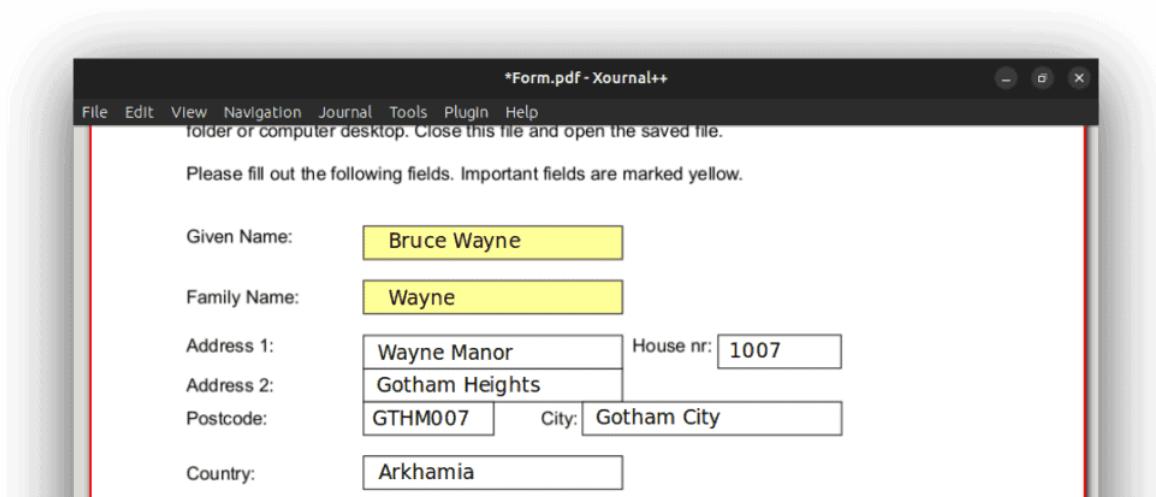 *Form.pdf - Xournal++
File Edit View Navigation Journal Tools Plugin Help
folder or computer desktop. Close this file and open the saved file.
Please fill out the following fields. Important fields are marked yellow.
Given Name: Bruce Wayne
Family Name: Wayne
Address 1: Wayne Manor House nr: 1007
Address 2: Gotham Heights
Postcode: GTHM007 City: Gotham City
Country: Arkhamia